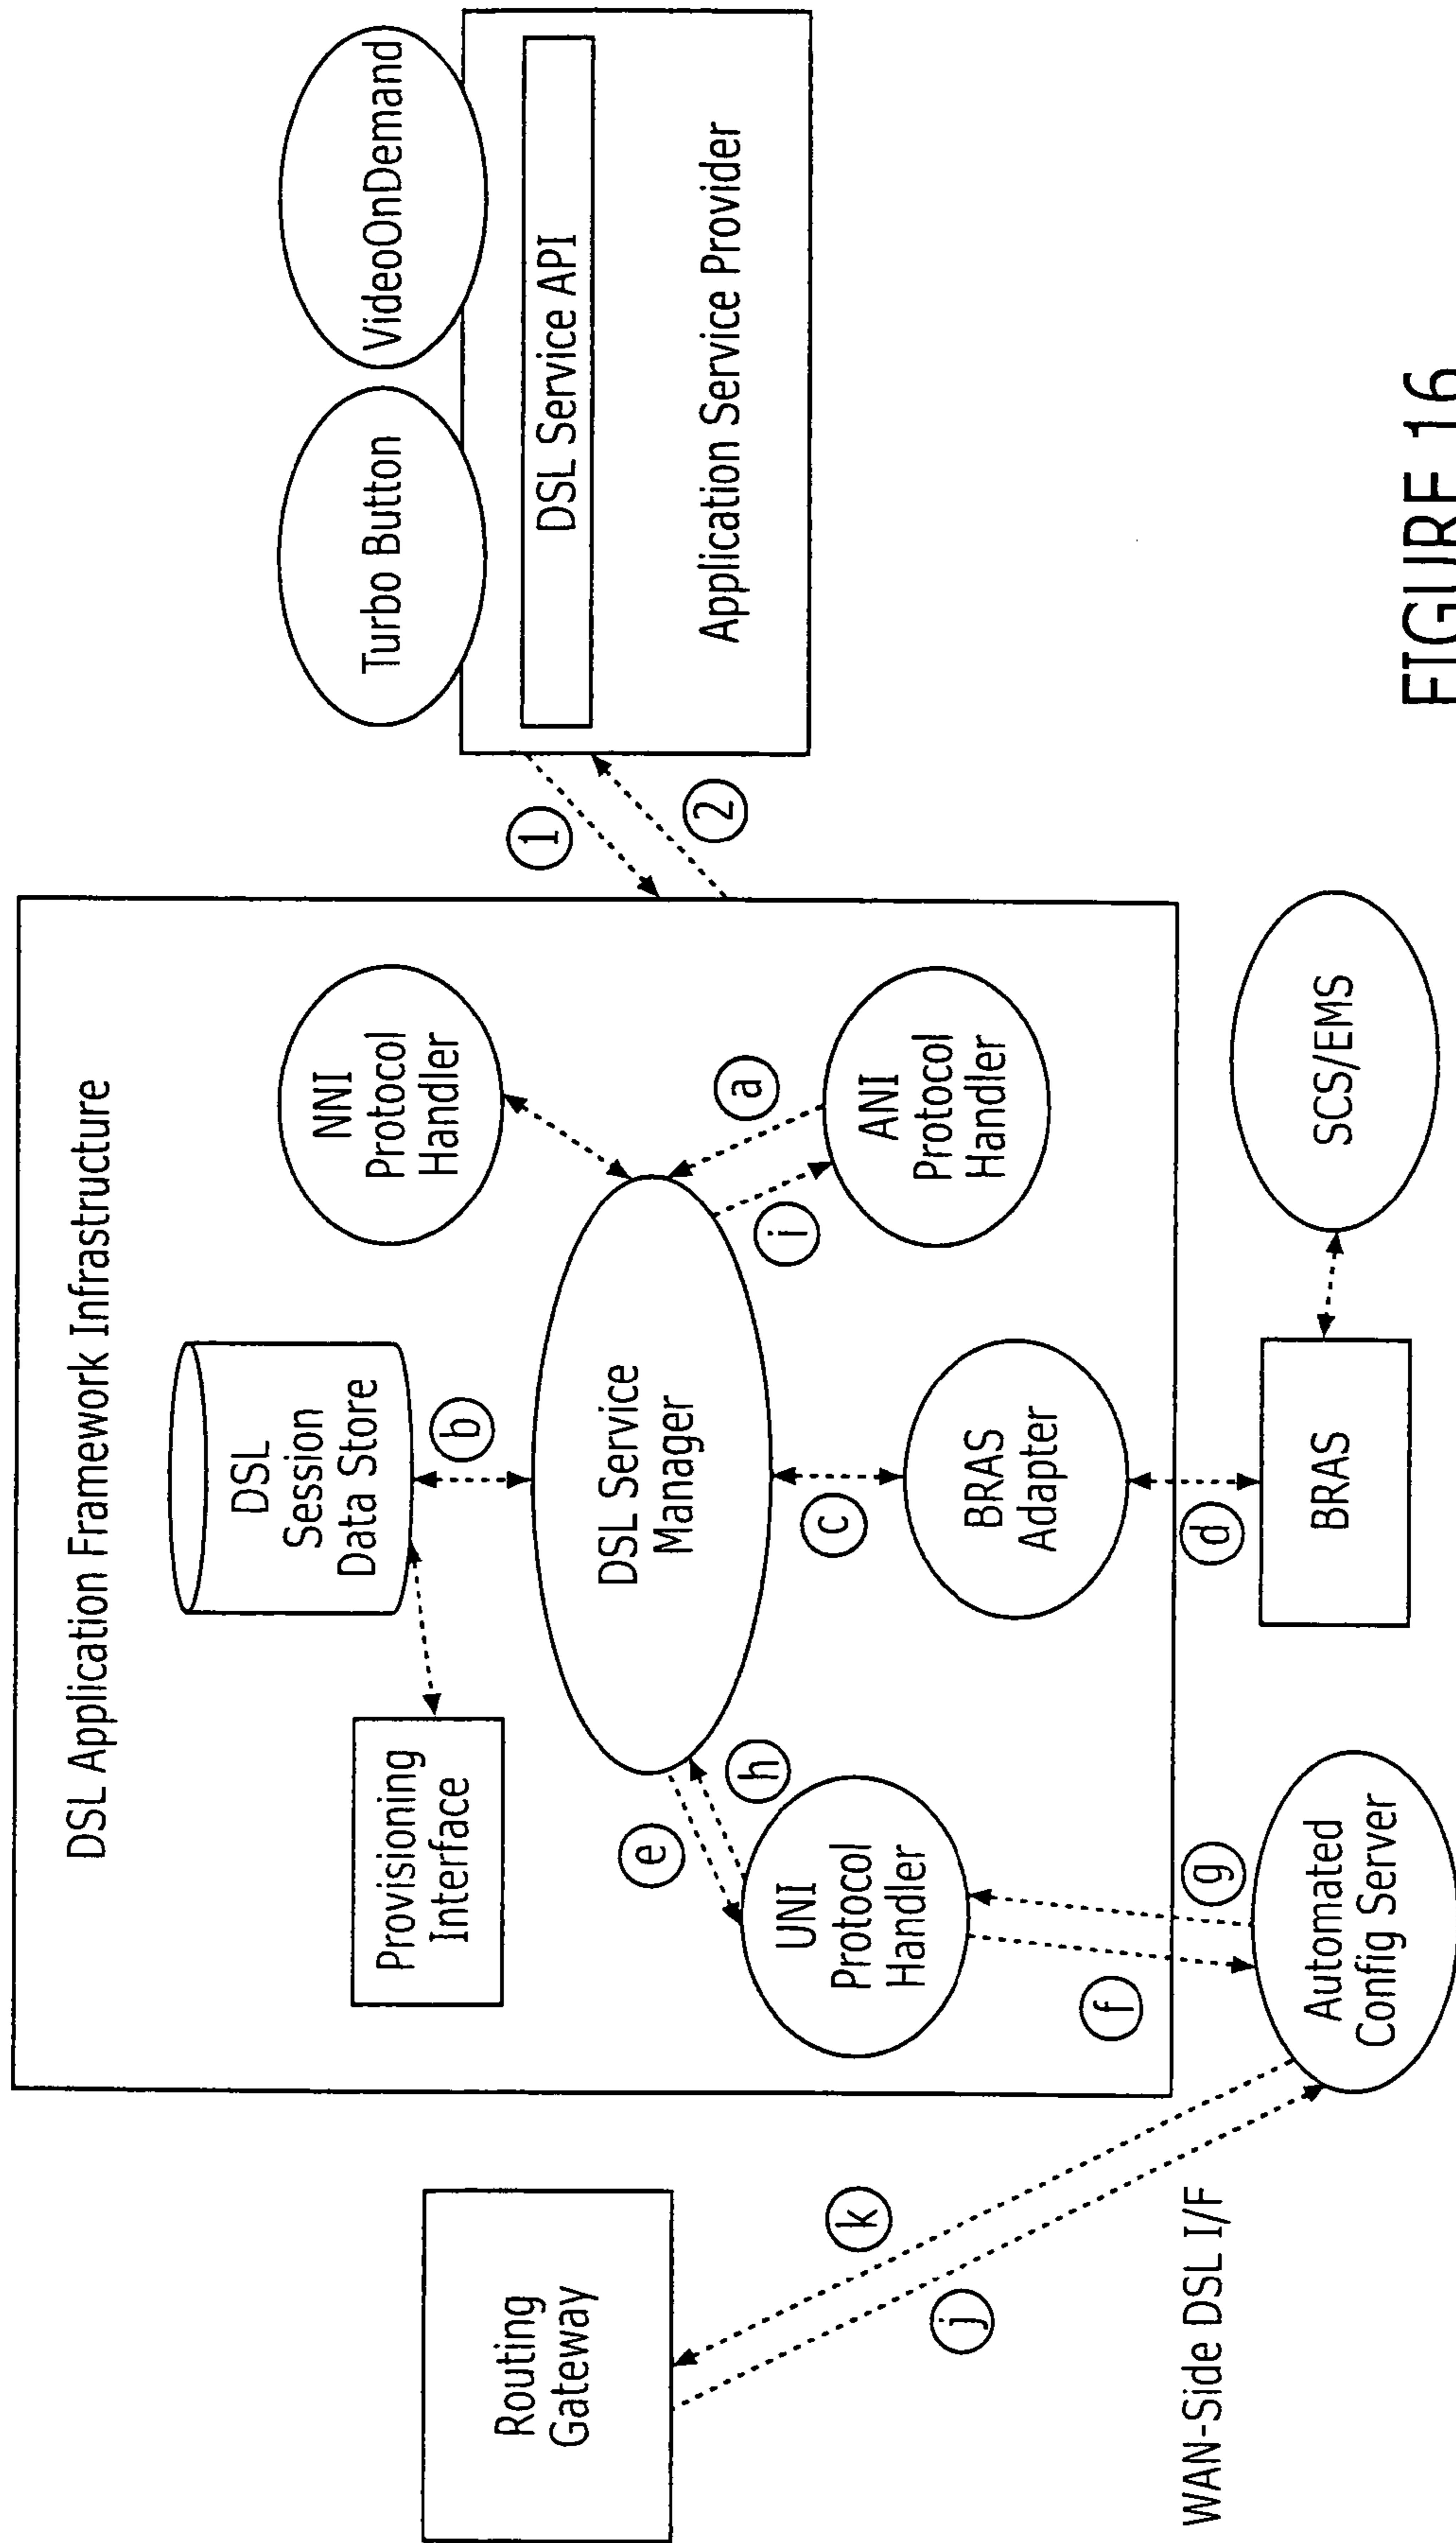 DSL Application Framework Infrastructure
Routing
Gateway
Provisioning
Interface
DSL
Session
Data Store
NNI
Protocol
Handler
Turbo Button
VideoOnDemand
DSL Service API
Application Service Provider
1
2
b
DSL Service
Manager
a
i
e
h
c
UNI
Protocol
Handler
BRAS
Adapter
ANI
Protocol
Handler
k
j
f
g
d
WAN-Side DSL I/F
Automated
Config Server
BRAS
SCS/EMS
FIGURE 16